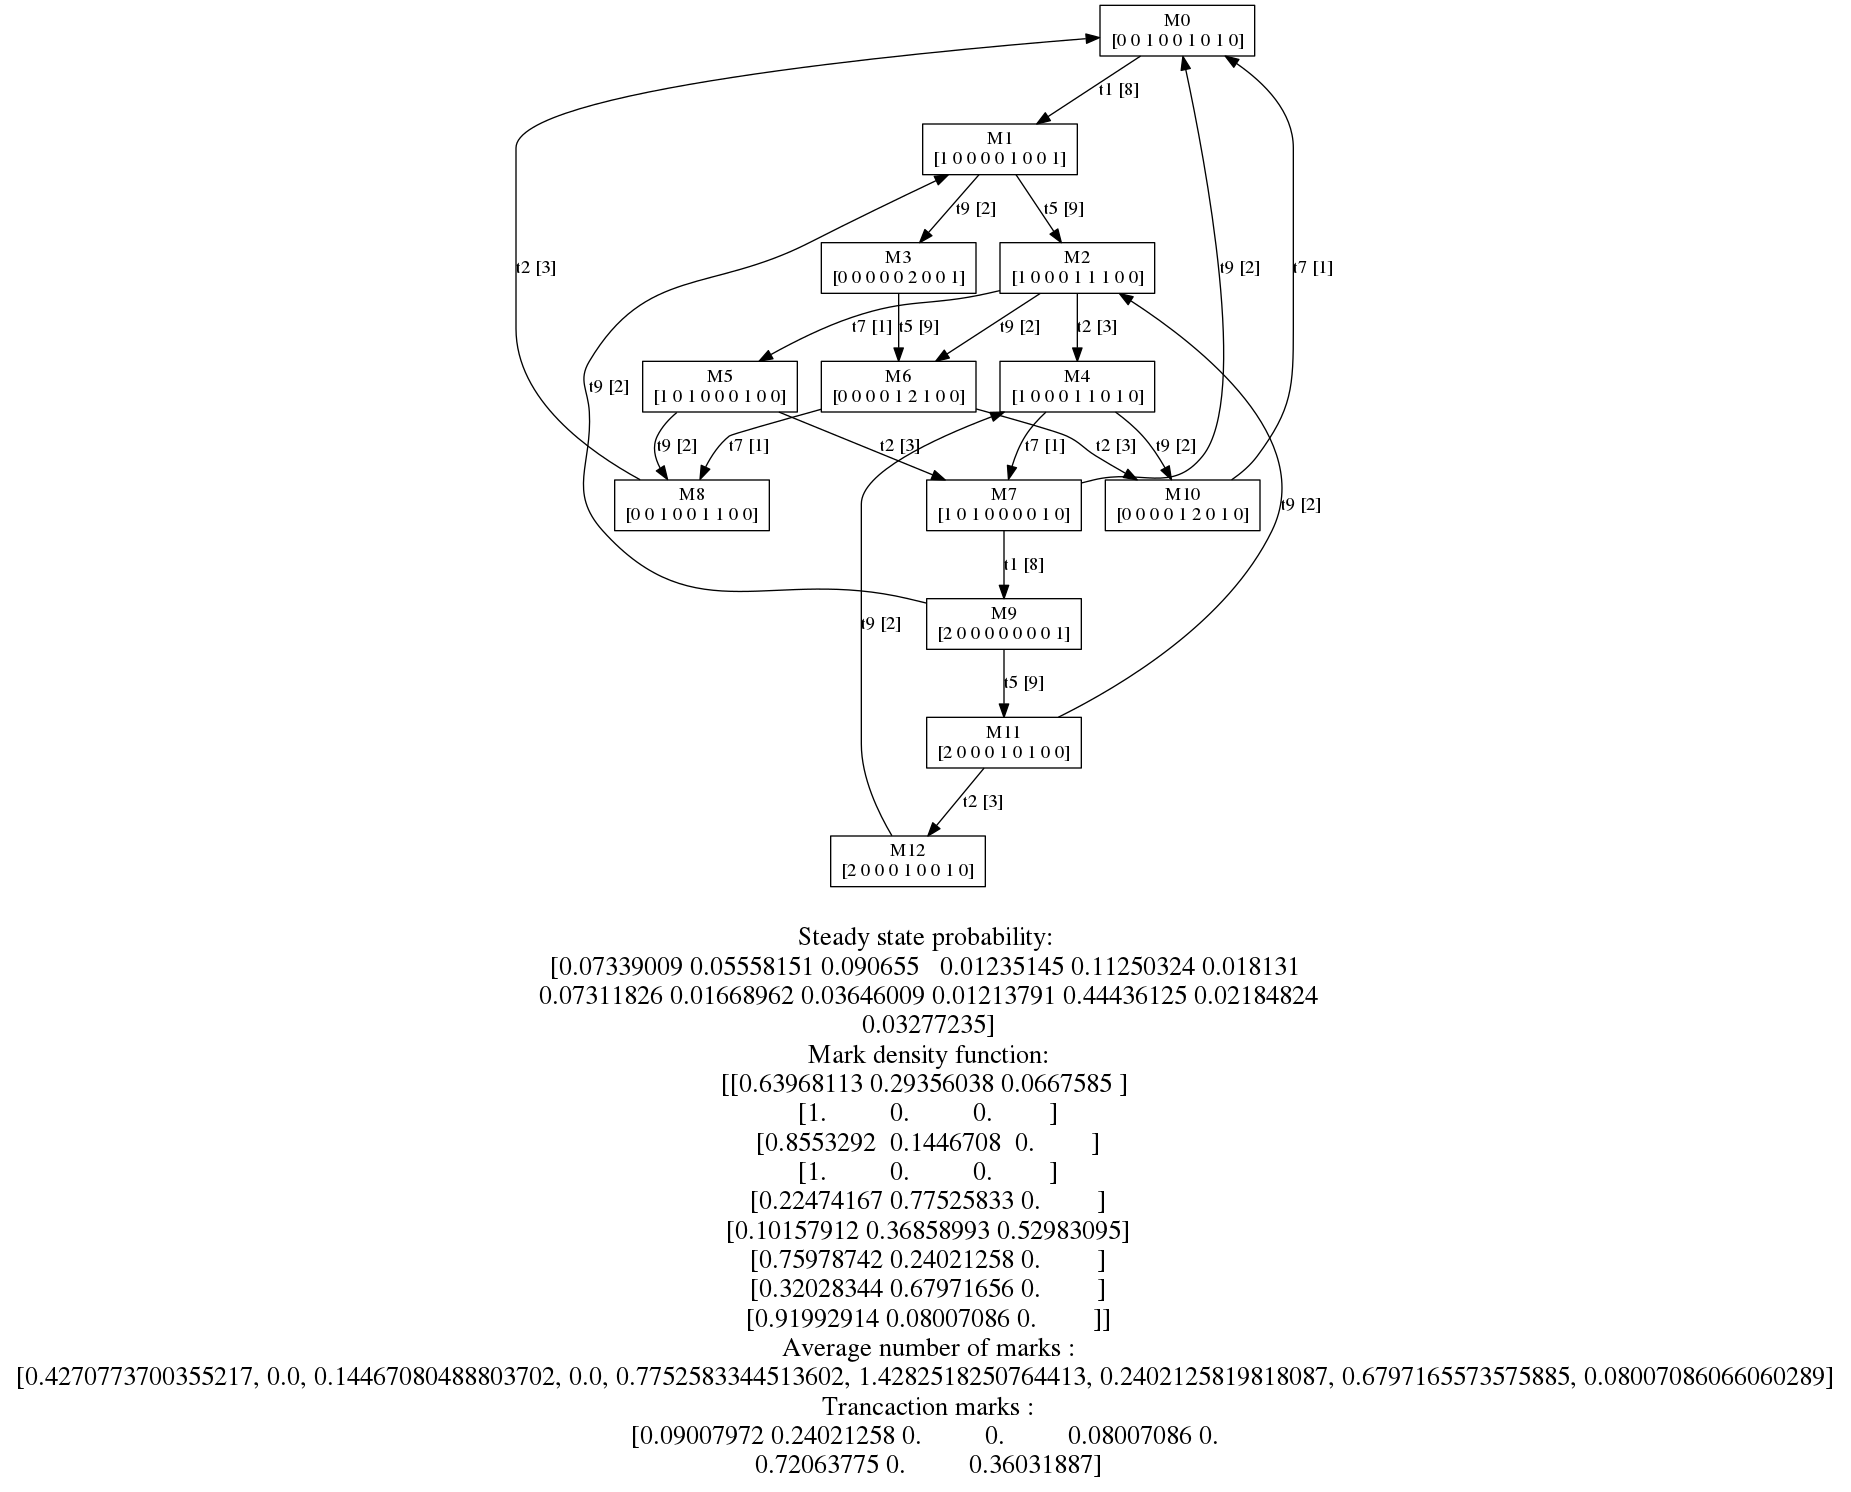 M0
[0 0 1 0 0 1 0 1 0]
t1 [8]
M1
[1 0 0 0 0 1 0 0 1]
t9 [2]
t5 [9]
M3
[0 0 0 0 0 2 0 0 1]
M2
[1 0 0 0 1 1 1 0 0]
t2 [3]
t9 [2]
t7 [1]
t7 [1]
t5 [9]
t9 [2]
t2 [3]
M5
[1 0 1 0 0 0 1 0 0]
M6
[0 0 0 0 1 2 1 0 0]
M4
[1 0 0 0 1 1 0 1 0]
t9 [2]
t9 [2]
t7 [1]
t2 [3]
t7 [1]
t2 [3]
t9 [2]
M8
[0 0 1 0 0 1 1 0 0]
M7
[1 0 1 0 0 0 0 1 0]
M10
[0 0 0 0 1 2 0 1 0]
t9 [2]
t1 [8]
M9
[2 0 0 0 0 0 0 0 1]
t9 [2]
t5 [9]
M11
[2 0 0 0 1 0 1 0 0]
t2 [3]
M12
[2 0 0 0 1 0 0 1 0]
Steady state probability:
[0.07339009 0.05558151 0.090655 0.01235145 0.11250324 0.018131
0.07311826 0.01668962 0.03646009 0.01213791 0.44436125 0.02184824
0.03277235]
Mark density function:
[[0.63968113 0.29356038 0.0667585 ]
[1. 0. 0. ]
[0.8553292 0.1446708 0. ]
[1. 0. 0. ]
[0.22474167 0.77525833 0. ]
[0.10157912 0.36858993 0.52983095]
[0.75978742 0.24021258 0. ]
[0.32028344 0.67971656 0. ]
[0.91992914 0.08007086 0. ]]
Average number of marks :
[0.4270773700355217, 0.0, 0.14467080488803702, 0.0, 0.7752583344513602, 1.4282518250764413, 0.2402125819818087, 0.6797165573575885, 0.08007086066060289]
Trancaction marks :
[0.09007972 0.24021258 0. 0. 0.08007086 0.
0.72063775 0. 0.36031887]